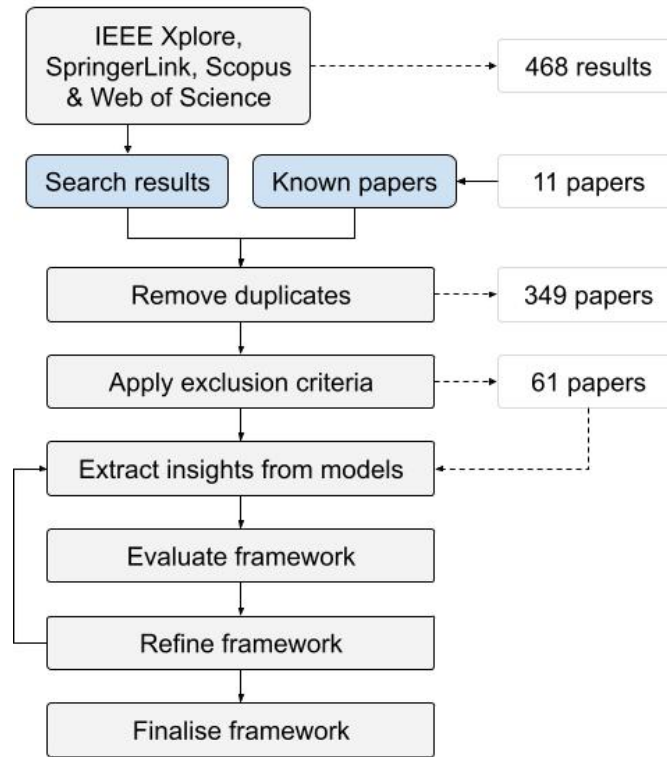 IEEE Xplore,
SpringerLink, Scopus
& Web of Science
468 results
Search results
Known papers
11 papers
Remove duplicates
349 papers
Apply exclusion criteria
61 papers
Extract insights from models
Evaluate framework
Refine framework
Finalise framework